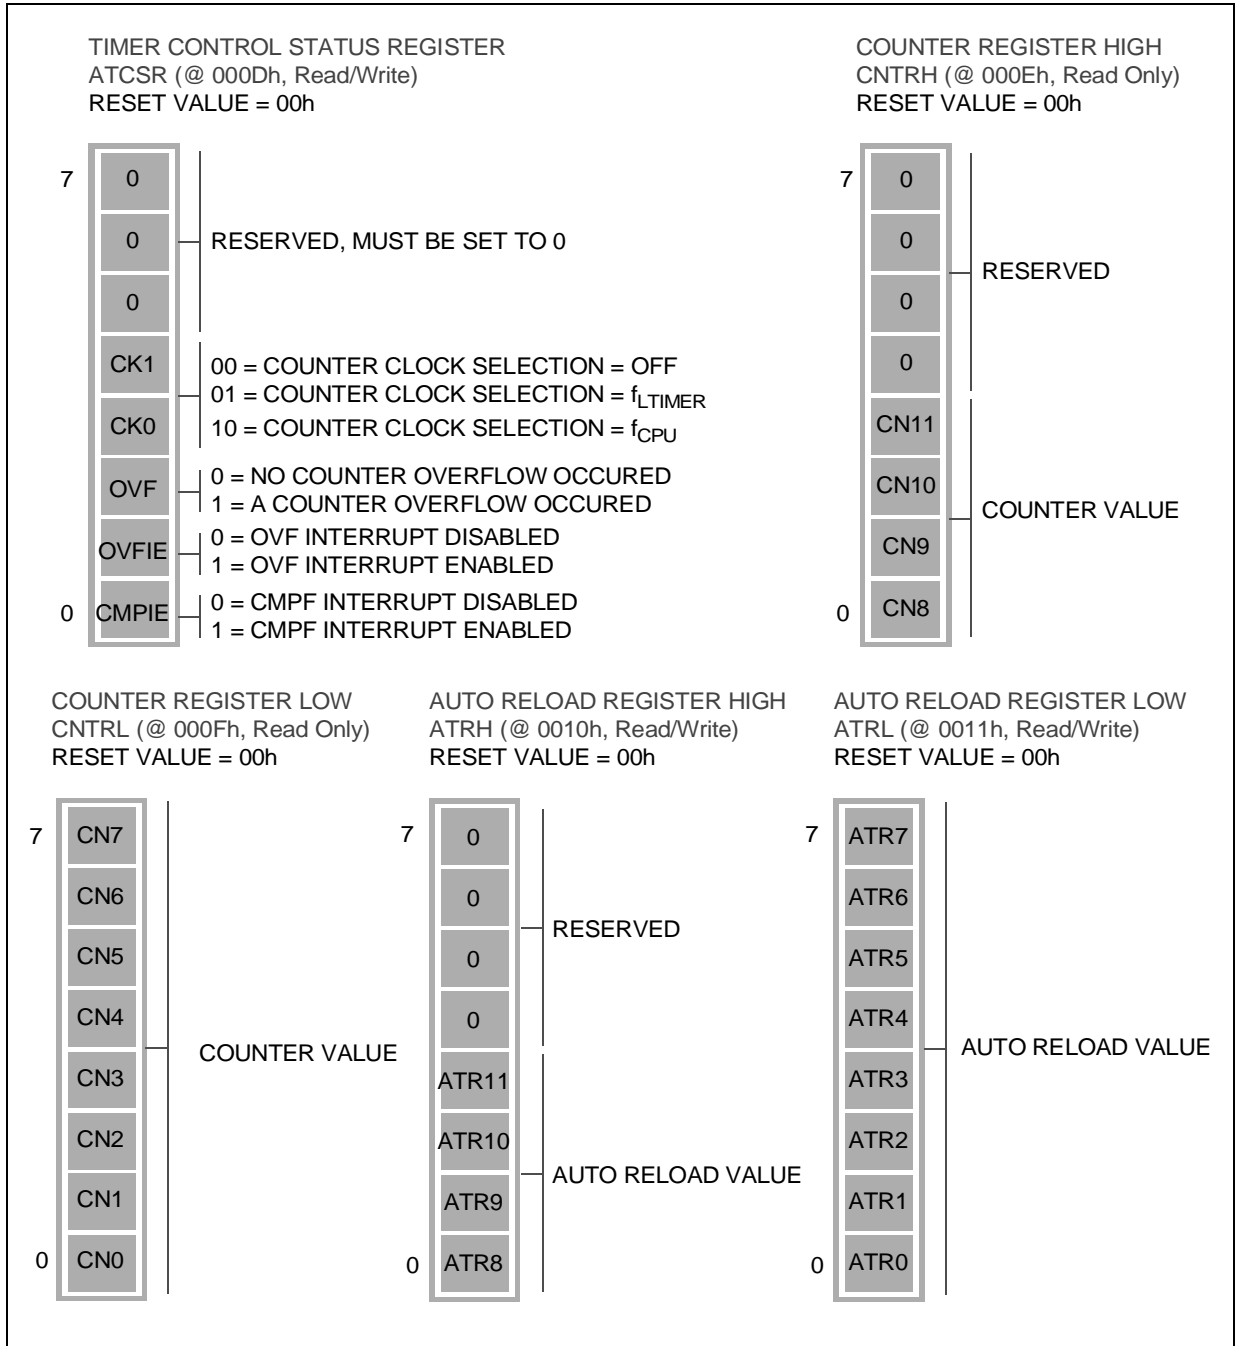 TIMER CONTROL STATUS REGISTER
ATCSR (@ 000Dh, Read/Write)
RESET VALUE = 00h
7
0
0
RESERVED, MUST BE SET TO 0
0
CK1
00 = COUNTER CLOCK SELECTION = OFF
01 = COUNTER CLOCK SELECTION = fLTIMER
CK0
10 = COUNTER CLOCK SELECTION = fCPU
OVF
0 = NO COUNTER OVERFLOW OCCURED
1 = A COUNTER OVERFLOW OCCURED
OVFIE
0 = OVF INTERRUPT DISABLED
1 = OVF INTERRUPT ENABLED
0
CMPIE
0 = CMPF INTERRUPT DISABLED
1 = CMPF INTERRUPT ENABLED
COUNTER REGISTER HIGH
CNTRH (@ 000Eh, Read Only)
RESET VALUE = 00h
7
0
0
RESERVED
0
0
CN11
CN10
COUNTER VALUE
CN9
0
CN8
COUNTER REGISTER LOW
CNTRL (@ 000Fh, Read Only)
RESET VALUE = 00h
7
CN7
CN6
CN5
CN4
COUNTER VALUE
CN3
CN2
CN1
0
CN0
AUTO RELOAD REGISTER HIGH
ATRH (@ 0010h, Read/Write)
RESET VALUE = 00h
7
0
0
RESERVED
0
0
ATR11
ATR10
AUTO RELOAD VALUE
ATR9
0
ATR8
AUTO RELOAD REGISTER LOW
ATRL (@ 0011h, Read/Write)
RESET VALUE = 00h
7
ATR7
ATR6
ATR5
ATR4
AUTO RELOAD VALUE
ATR3
ATR2
ATR1
0
ATR0